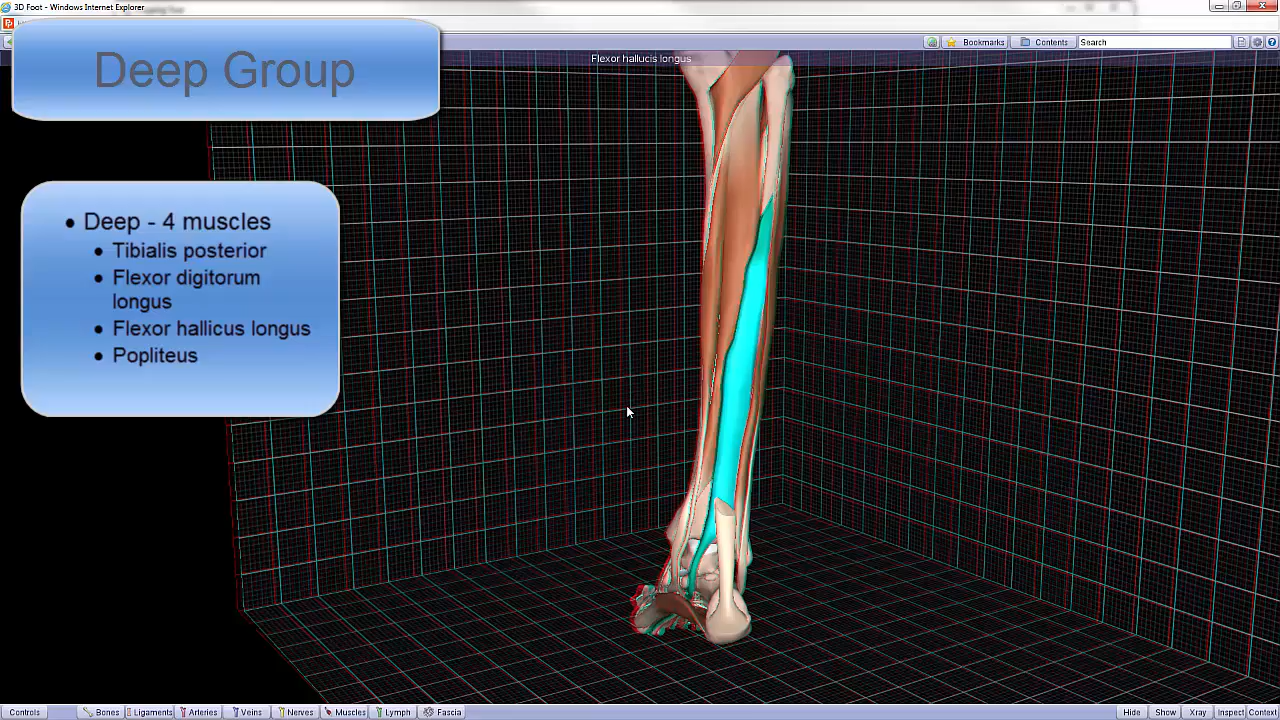 3D Foot - Windows Internet Explorer
Bookmarks
Contents
Search
Flexor hallucis longus
Deep Group
• Deep - 4 muscles
• Tibialis posterior
• Flexor digitorum
longus
• Flexor hallicus longus
• Popliteus
Controls
Bones
Ligaments
Arteries
Veins
Nerves
Muscles
Lymph
Fascia
Hide
Show
Xray
Inspect
Context